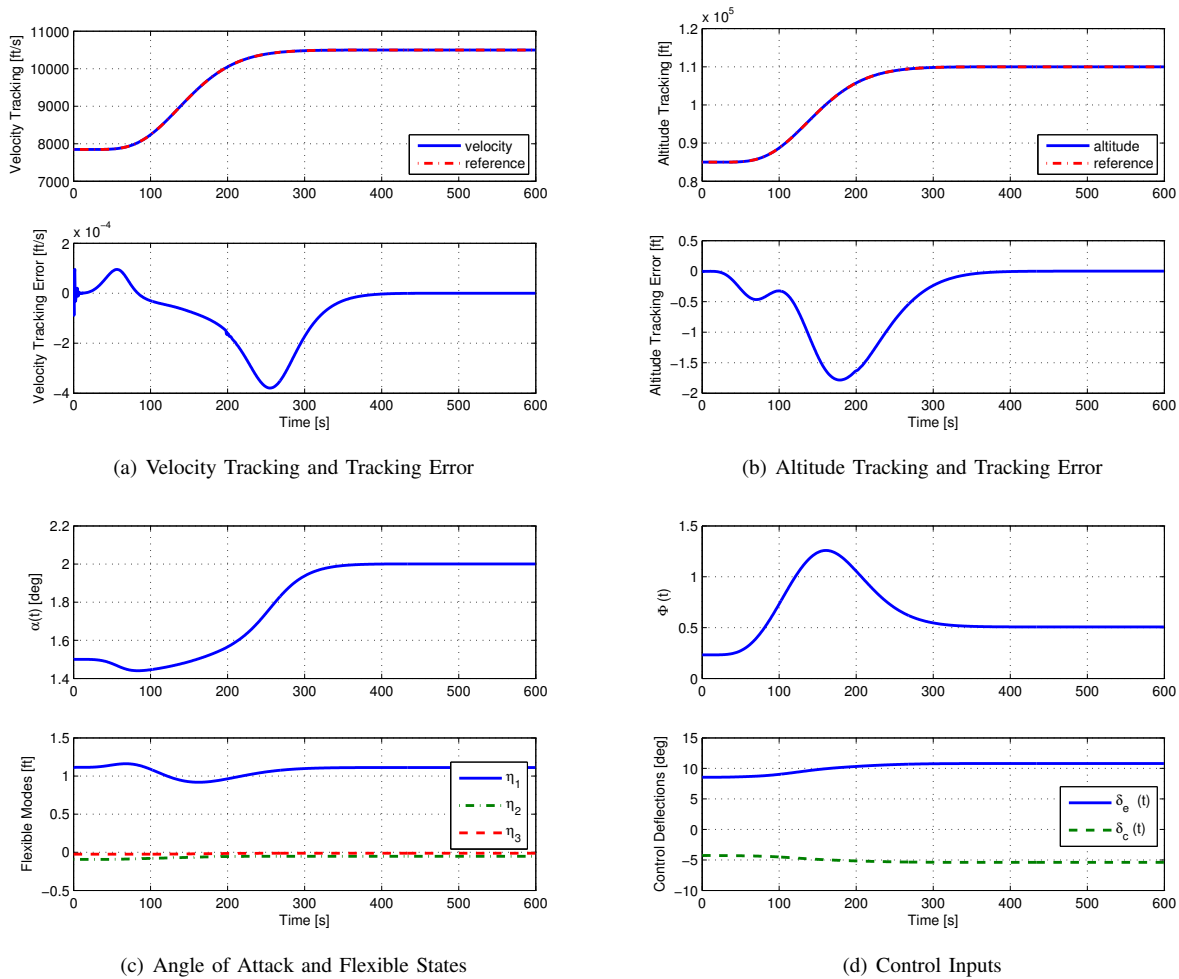 11000
10000
9000
8000
7000
0 100 200 300 400 500 600
Velocity Tracking [ft/s]
velocity
reference
x 10−4
2
0
−2
−4
0 100 200 300 400 500 600
Velocity Tracking Error [ft/s]
Time [s]
(a) Velocity Tracking and Tracking Error
x 10^5
1.2
1.1
1
0.9
0.8
0 100 200 300 400 500 600
Altitude Tracking [ft]
altitude
reference
0.5
0
−0.5
−1
−1.5
−2
0 100 200 300 400 500 600
Altitude Tracking Error [ft]
Time [s]
(b) Altitude Tracking and Tracking Error
2.2
2
1.8
1.6
1.4
0 100 200 300 400 500 600
α(t) [deg]
1.5
1
0.5
0
−0.5
0 100 200 300 400 500 600
Flexible Modes [ft]
η1
η2
η3
Time [s]
(c) Angle of Attack and Flexible States
1.5
1
0.5
0
0 100 200 300 400 500 600
Φ (t)
15
10
5
0
−5
−10
0 100 200 300 400 500 600
Control Deflections [deg]
δe (t)
δc (t)
Time [s]
(d) Control Inputs